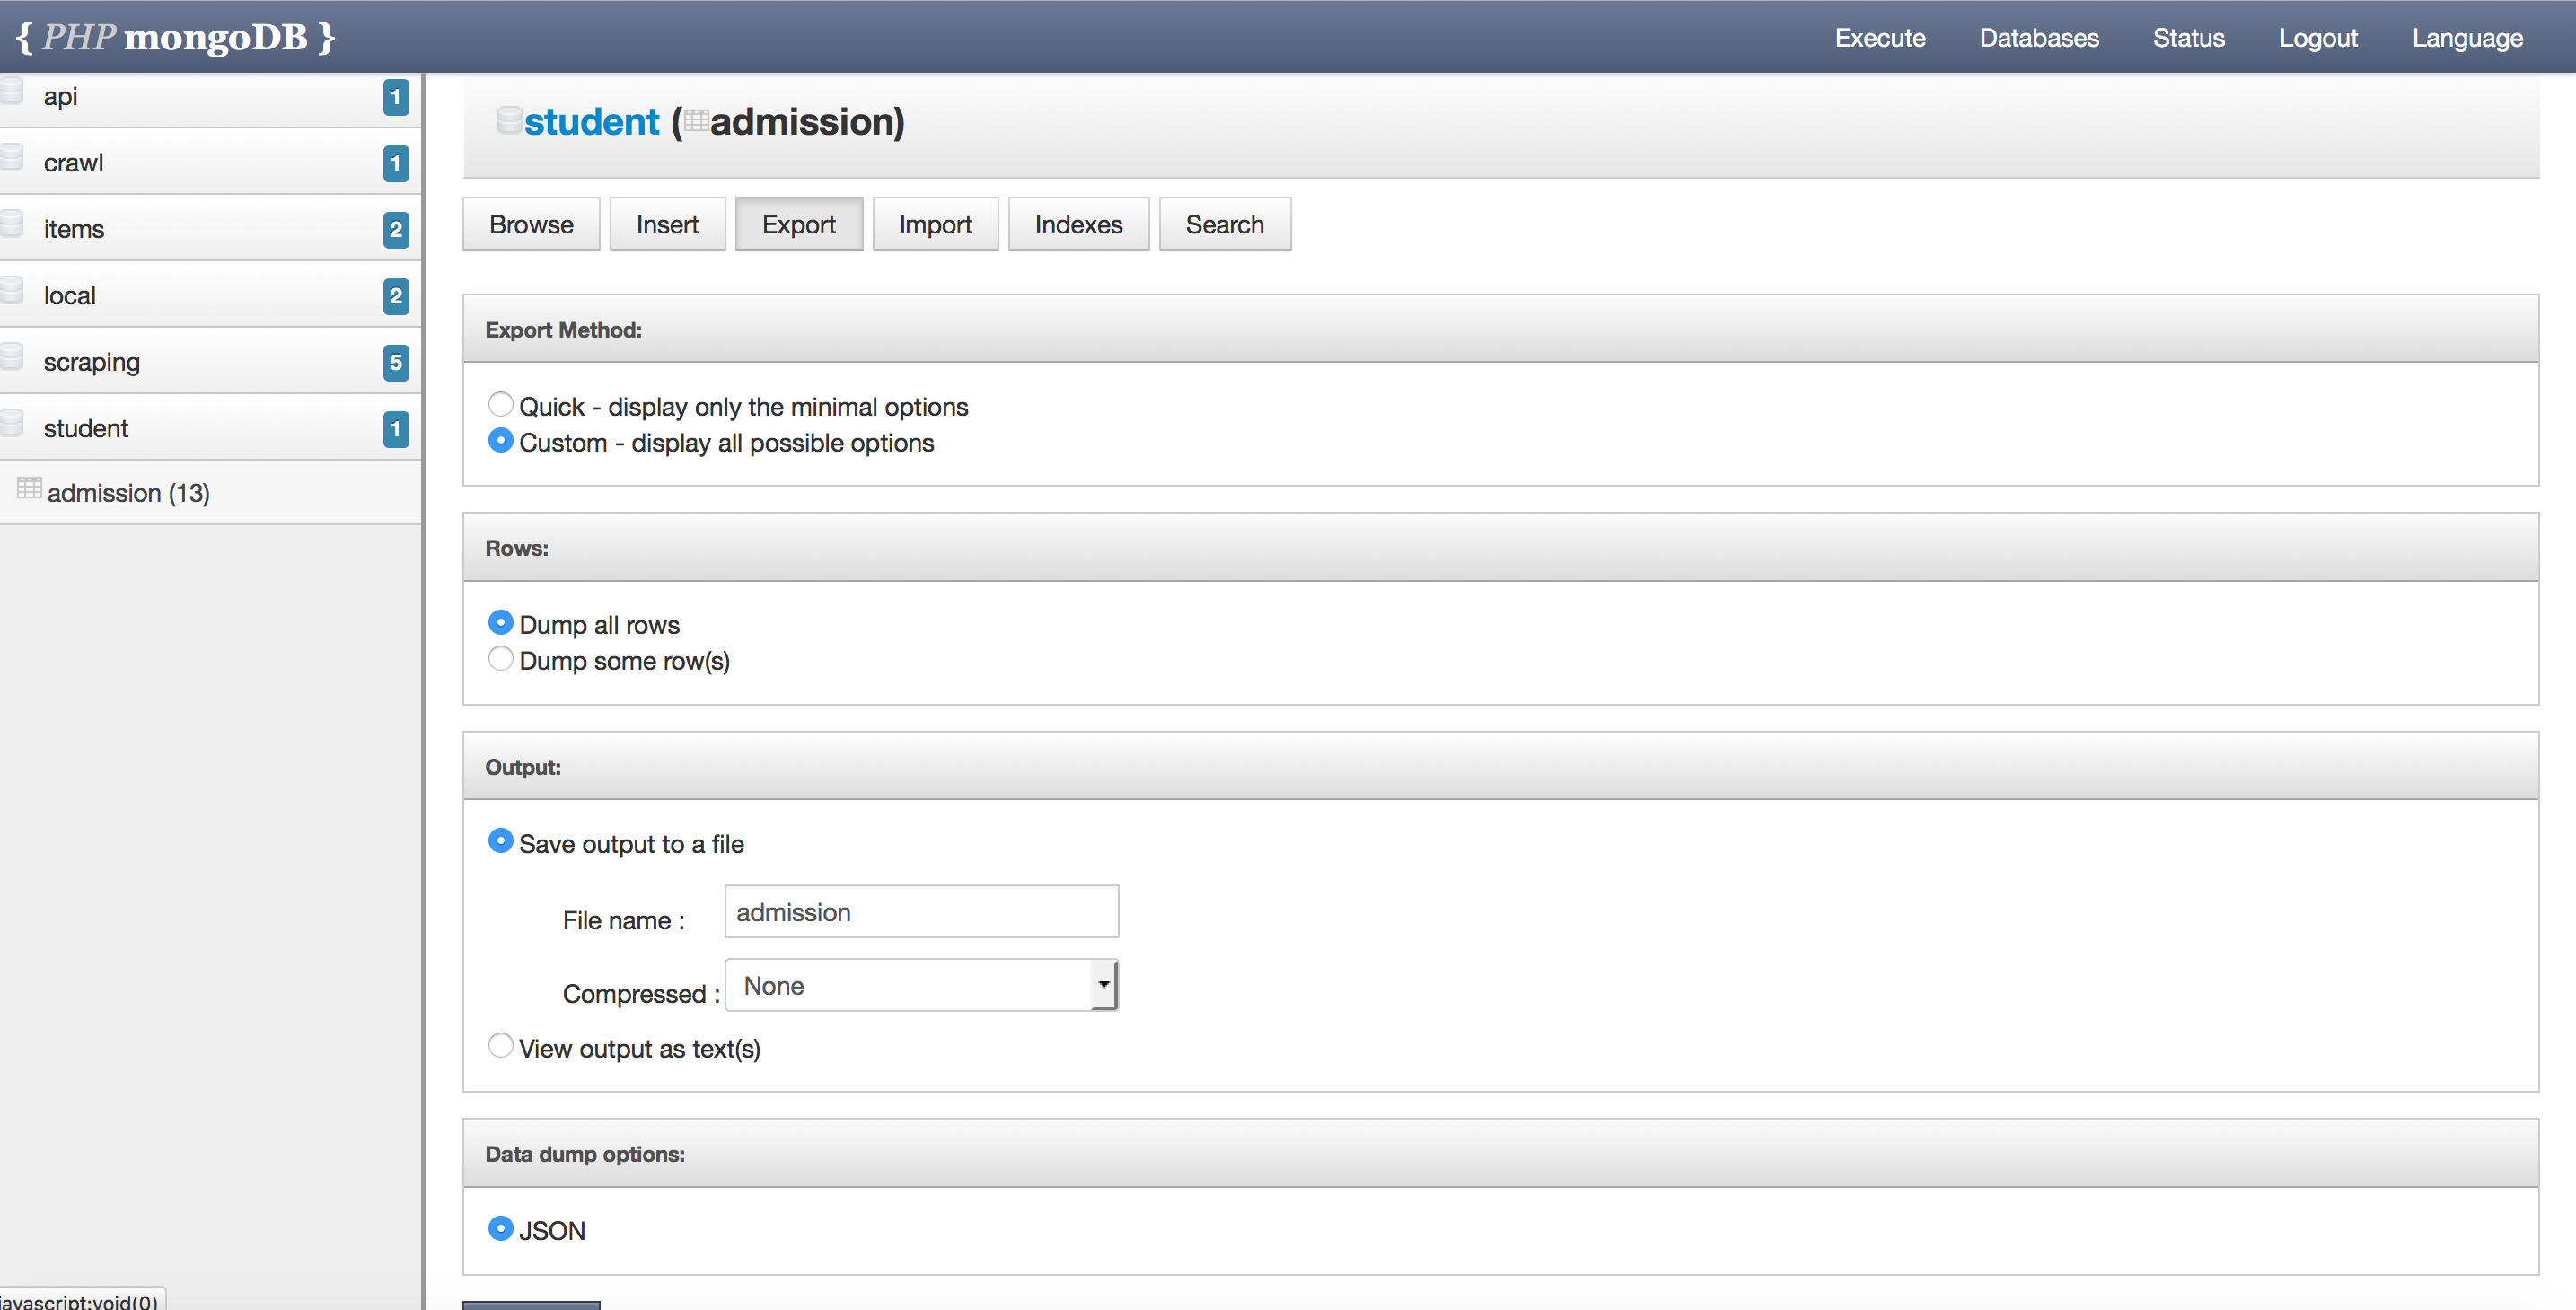 { PHP mongoDB }
Execute Databases Status Logout Language
api 1
crawl 1
items 2
local 2
scraping 5
student 1
admission (13)
student (admission)
Browse Insert Export Import Indexes Search
Export Method:
Quick - display only the minimal options
Custom - display all possible options
Rows:
Dump all rows
Dump some row(s)
Output:
Save output to a file
File name : admission
Compressed : None
View output as text(s)
Data dump options:
JSON
javascript:void(0)